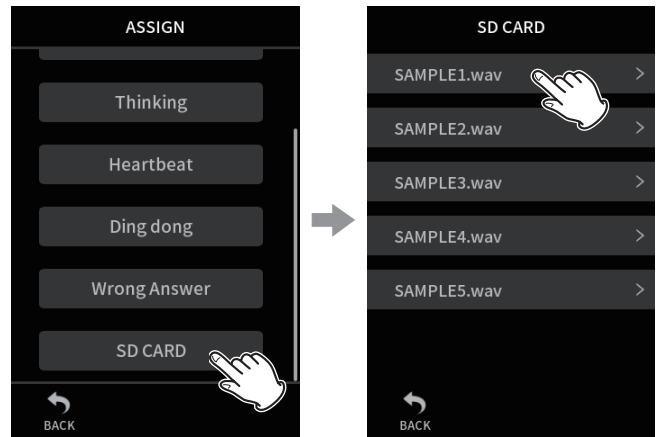 ASSIGN
Thinking
Heartbeat
Ding dong
Wrong Answer
SD CARD
BACK
SD CARD
SAMPLE1.wav
SAMPLE2.wav
SAMPLE3.wav
SAMPLE4.wav
SAMPLE5.wav
BACK